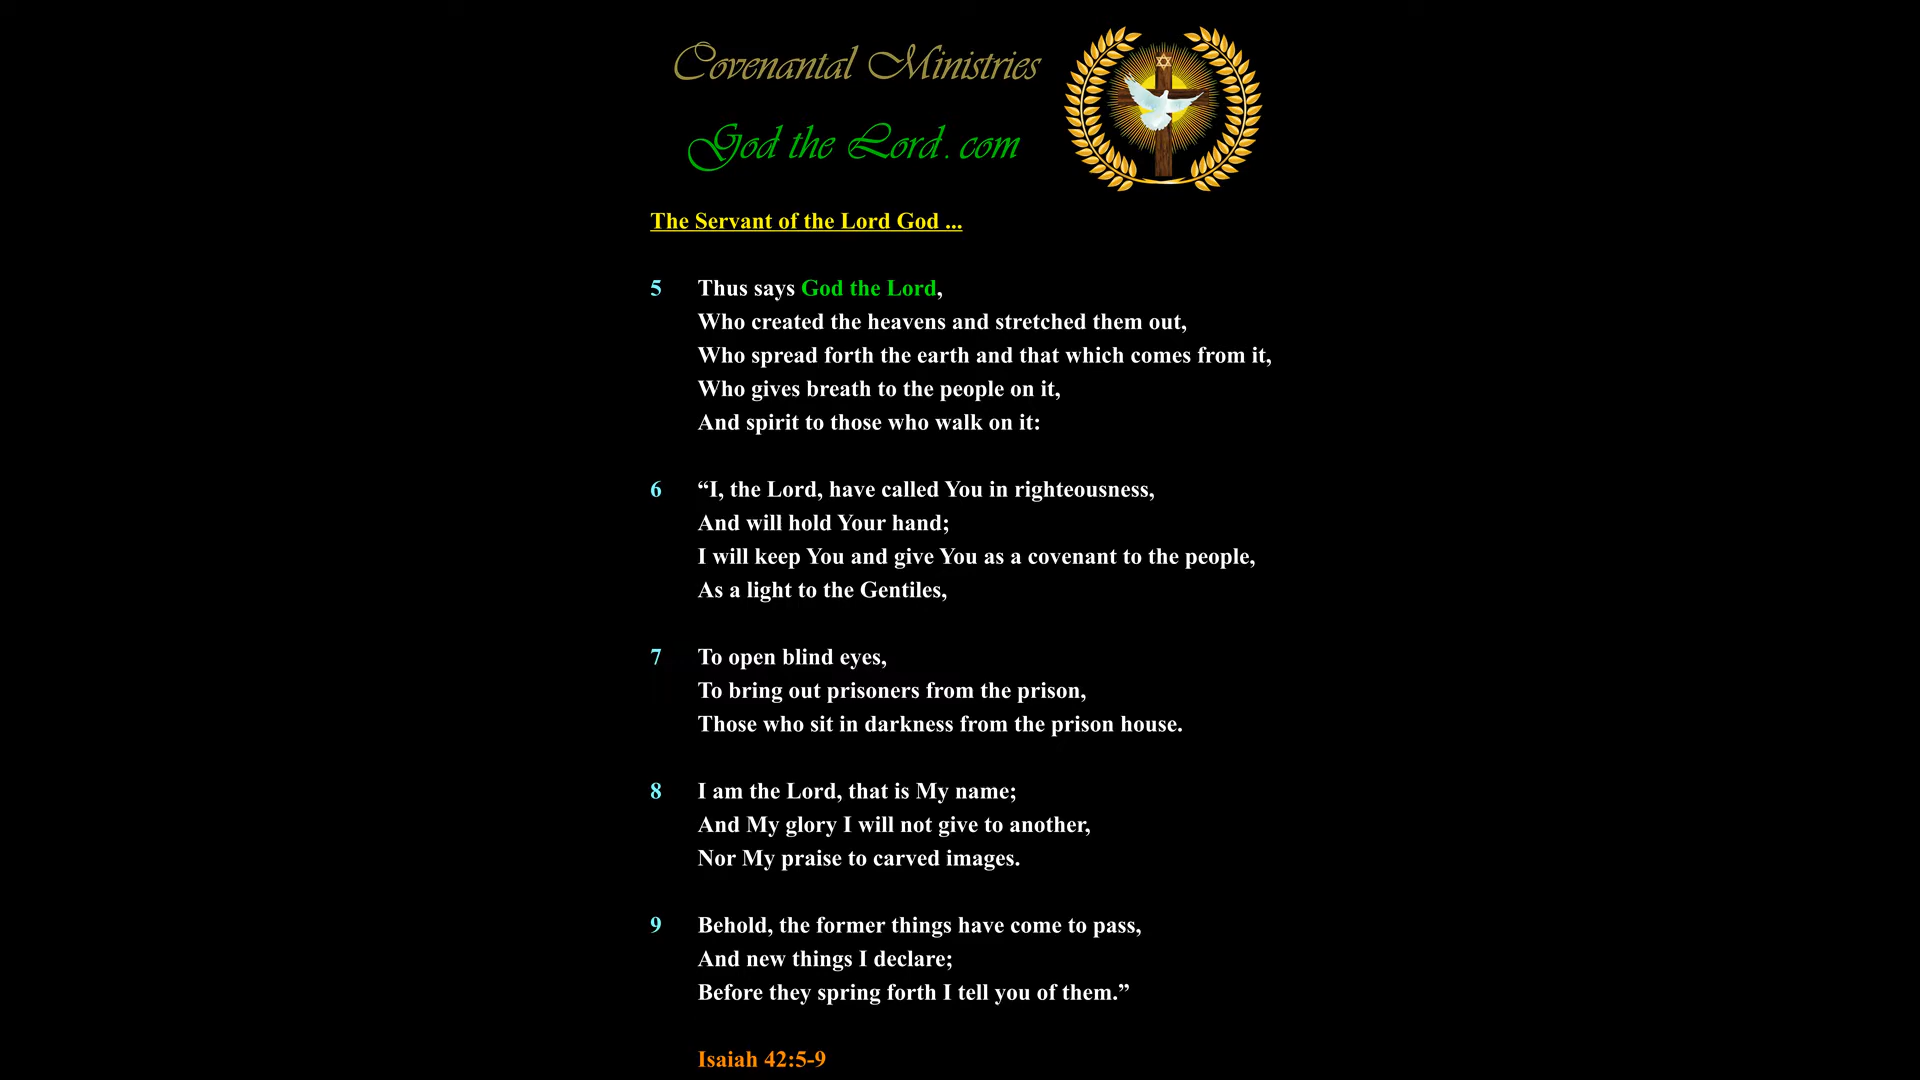 Covenantal Ministries
God the Lord . com
The Servant of the Lord God ...
5 Thus says God the Lord,
Who created the heavens and stretched them out,
Who spread forth the earth and that which comes from it,
Who gives breath to the people on it,
And spirit to those who walk on it:
6 “I, the Lord, have called You in righteousness,
And will hold Your hand;
I will keep You and give You as a covenant to the people,
As a light to the Gentiles,
7 To open blind eyes,
To bring out prisoners from the prison,
Those who sit in darkness from the prison house.
8 I am the Lord, that is My name;
And My glory I will not give to another,
Nor My praise to carved images.
9 Behold, the former things have come to pass,
And new things I declare;
Before they spring forth I tell you of them.”
Isaiah 42:5-9